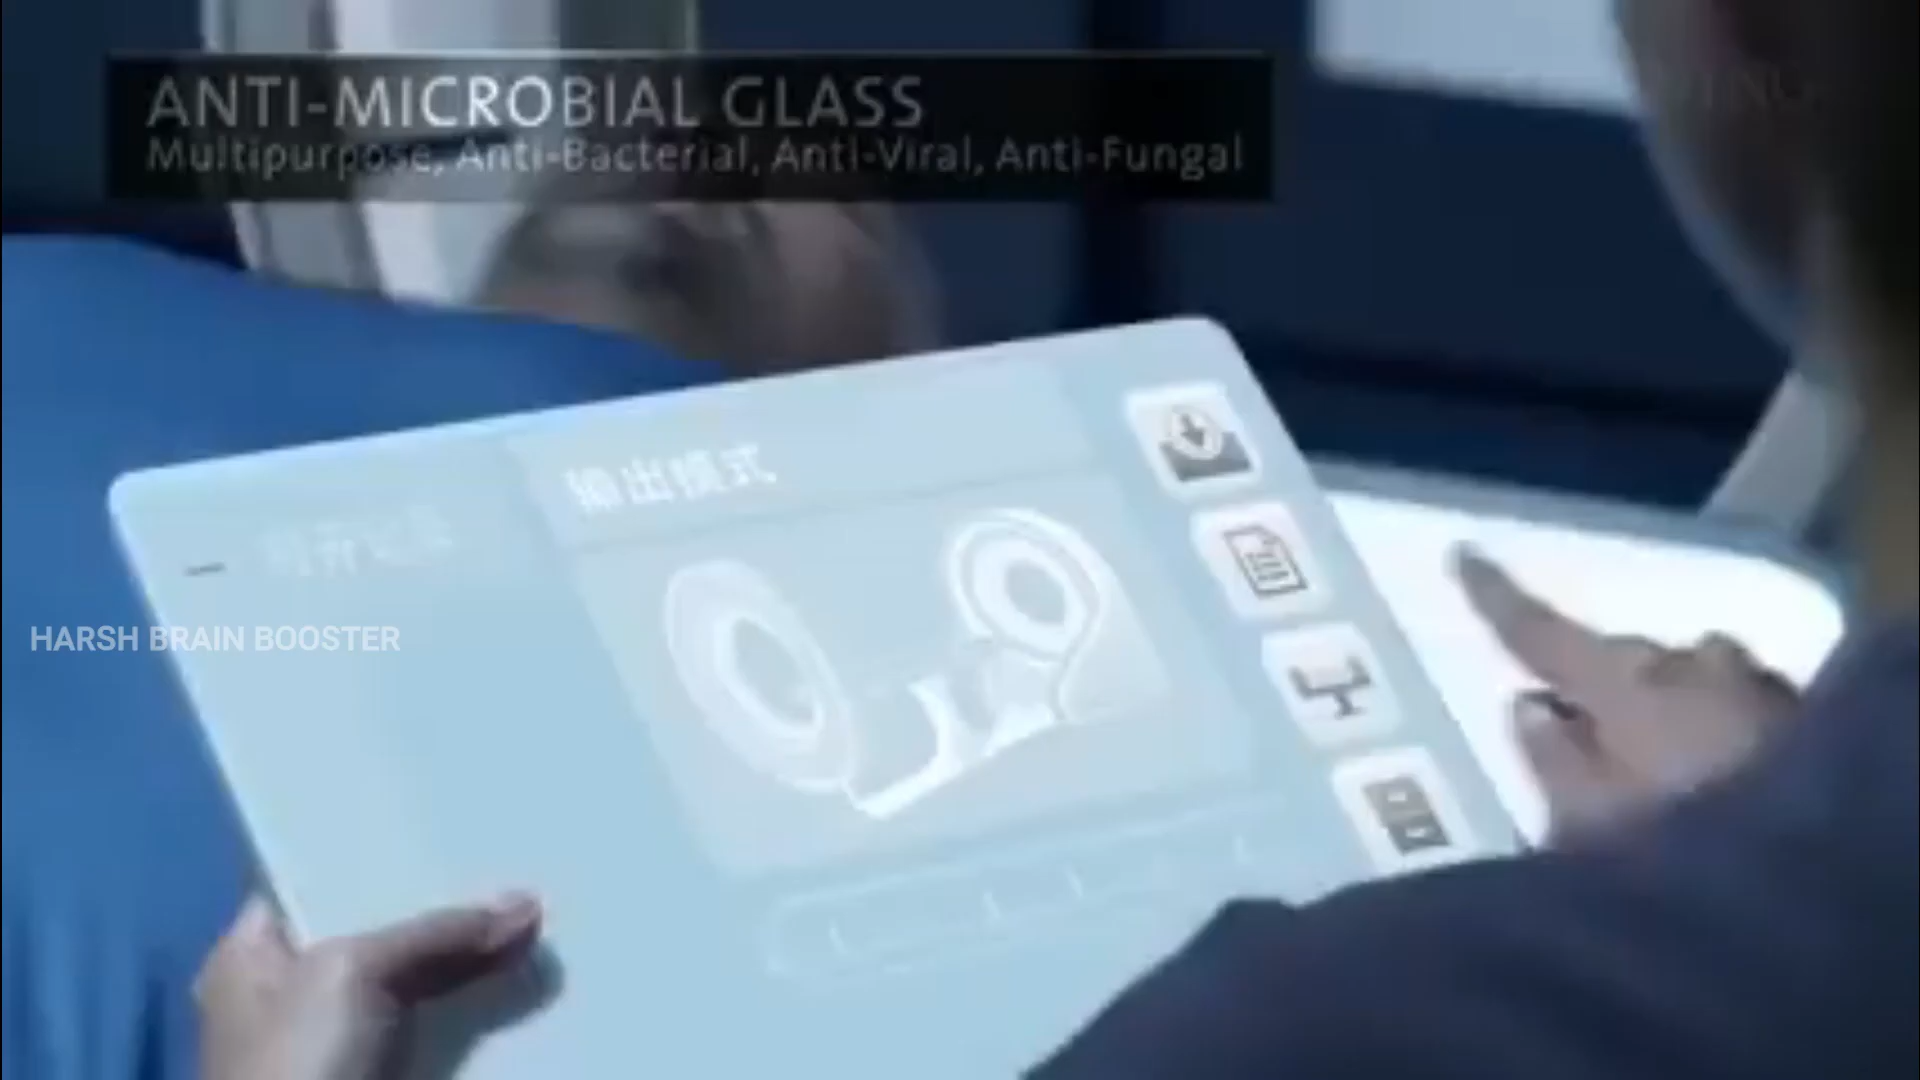 ANTI-MICROBIAL GLASS
Multipurpose, Anti-Bacterial, Anti-Viral, Anti-Fungal
输出模式
HARSH BRAIN BOOSTER